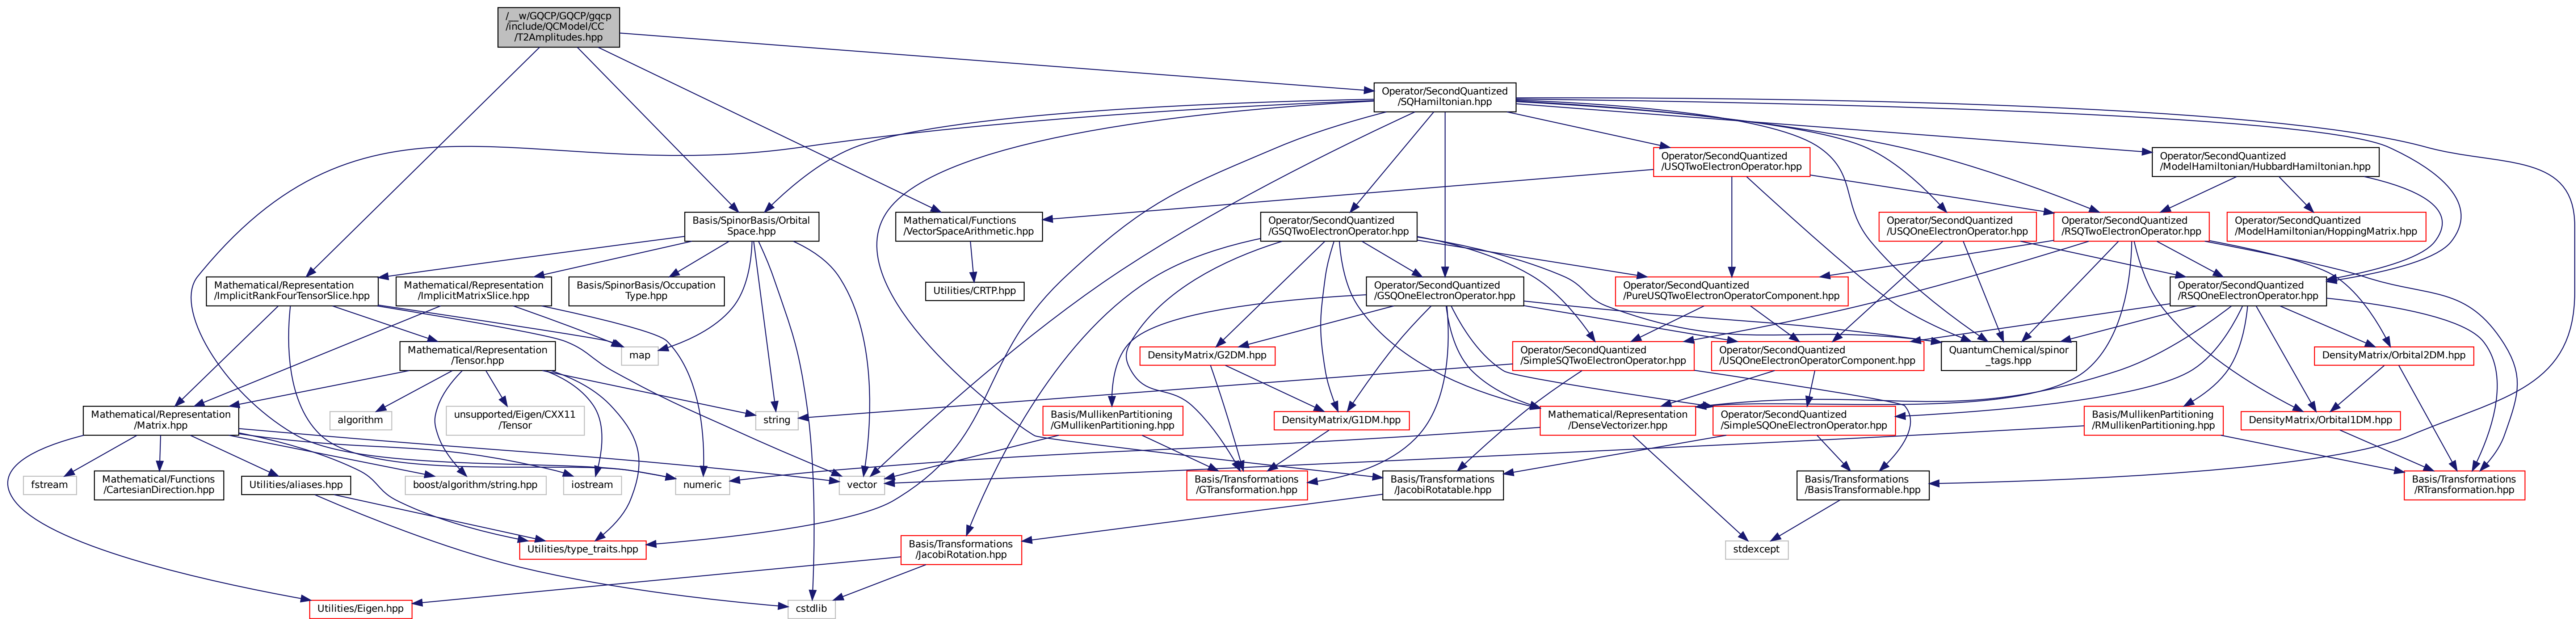 /__w/GQCP/GQCP/gqcp
/include/QCModel/CC
/T2Amplitudes.hpp
Operator/SecondQuantized
/SQHamiltonian.hpp
Operator/SecondQuantized
/USQTwoElectronOperator.hpp
Operator/SecondQuantized
/ModelHamiltonian/HubbardHamiltonian.hpp
Basis/SpinorBasis/Orbital
Space.hpp
Mathematical/Functions
/VectorSpaceArithmetic.hpp
Operator/SecondQuantized
/GSQTwoElectronOperator.hpp
Operator/SecondQuantized
/USQOneElectronOperator.hpp
Operator/SecondQuantized
/RSQTwoElectronOperator.hpp
Operator/SecondQuantized
/ModelHamiltonian/HoppingMatrix.hpp
Mathematical/Representation
/ImplicitRankFourTensorSlice.hpp
Mathematical/Representation
/ImplicitMatrixSlice.hpp
Basis/SpinorBasis/Occupation
Type.hpp
Utilities/CRTP.hpp
Operator/SecondQuantized
/GSQOneElectronOperator.hpp
Operator/SecondQuantized
/PureUSQTwoElectronOperatorComponent.hpp
Operator/SecondQuantized
/RSQOneElectronOperator.hpp
Mathematical/Representation
/Tensor.hpp
map
DensityMatrix/G2DM.hpp
Operator/SecondQuantized
/SimpleSQTwoElectronOperator.hpp
Operator/SecondQuantized
/USQOneElectronOperatorComponent.hpp
QuantumChemical/spinor
_tags.hpp
DensityMatrix/Orbital2DM.hpp
Mathematical/Representation
/Matrix.hpp
algorithm
unsupported/Eigen/CXX11
/Tensor
string
Basis/MullikenPartitioning
/GMullikenPartitioning.hpp
DensityMatrix/G1DM.hpp
Mathematical/Representation
/DenseVectorizer.hpp
Operator/SecondQuantized
/SimpleSQOneElectronOperator.hpp
Basis/MullikenPartitioning
/RMullikenPartitioning.hpp
DensityMatrix/Orbital1DM.hpp
fstream
Mathematical/Functions
/CartesianDirection.hpp
Utilities/aliases.hpp
boost/algorithm/string.hpp
iostream
numeric
vector
Basis/Transformations
/GTransformation.hpp
Basis/Transformations
/JacobiRotatable.hpp
Basis/Transformations
/BasisTransformable.hpp
Basis/Transformations
/RTransformation.hpp
Utilities/type_traits.hpp
Basis/Transformations
/JacobiRotation.hpp
stdexcept
Utilities/Eigen.hpp
cstdlib